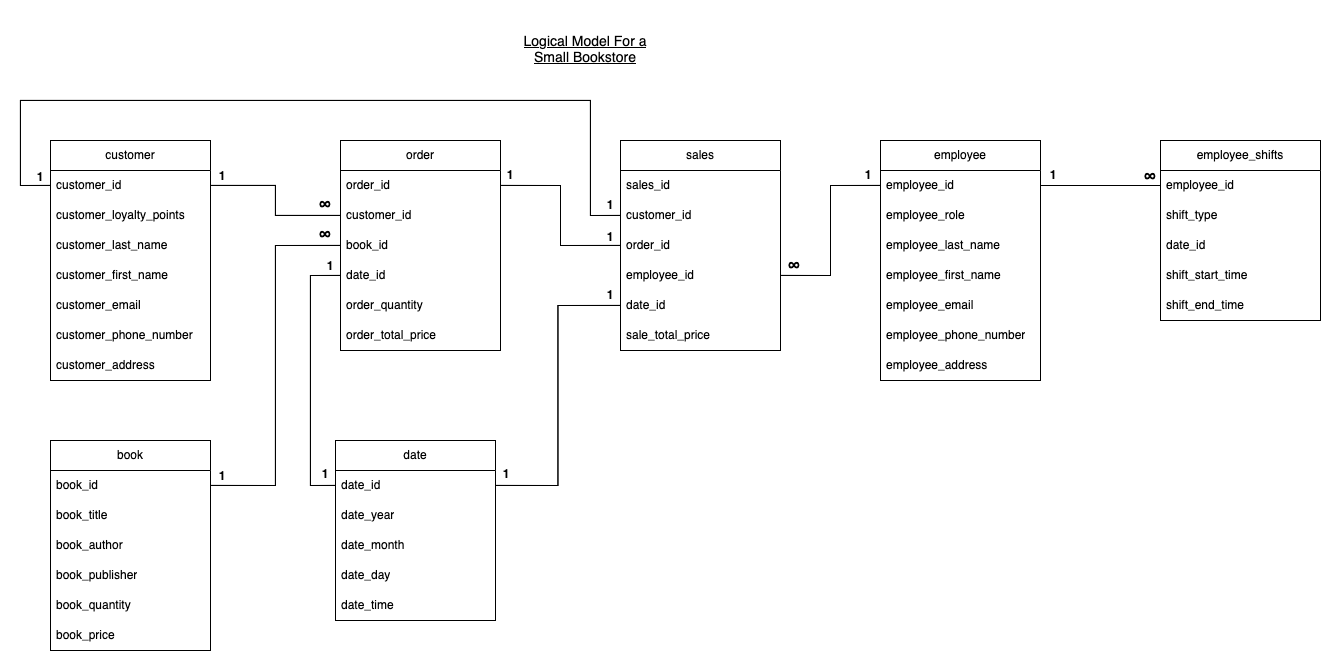 Logical Model For a
Small Bookstore
customer
1
customer_id
1
customer_loyalty_points
customer_last_name
customer_first_name
customer_email
customer_phone_number
customer_address
order
order_id
1
∞
customer_id
∞
book_id
1
date_id
order_quantity
order_total_price
sales
sales_id
1
customer_id
1
order_id
employee_id
∞
1
date_id
sale_total_price
employee
1
employee_id
1
employee_role
employee_last_name
employee_first_name
employee_email
employee_phone_number
employee_address
employee_shifts
∞
employee_id
shift_type
date_id
shift_start_time
shift_end_time
book
book_id
1
book_title
book_author
book_publisher
book_quantity
book_price
date
1
date_id
1
date_year
date_month
date_day
date_time